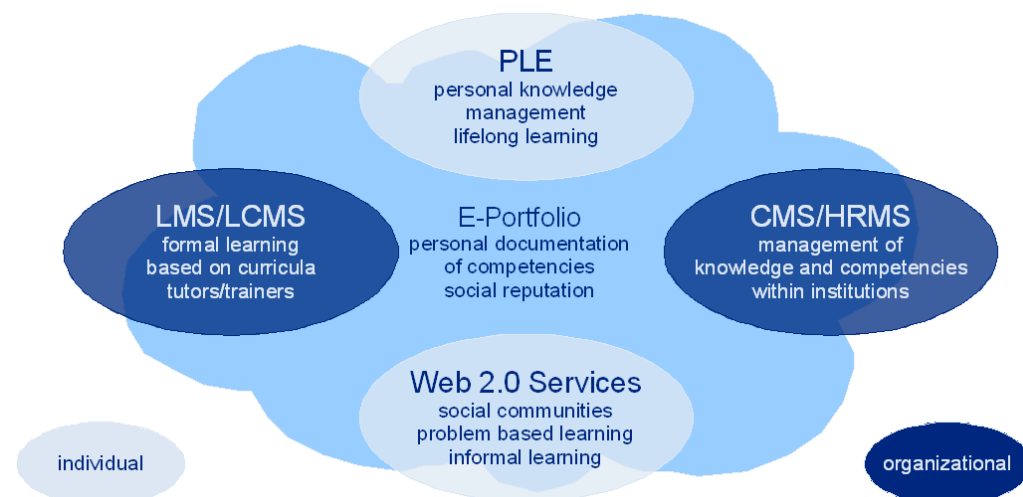 PLE
personal knowledge
management
lifelong learning
LMS/LCMS
formal learning
based on curricula
tutors/trainers
E-Portfolio
personal documentation
of competencies
social reputation
CMS/HRMS
management of
knowledge and competencies
within institutions
Web 2.0 Services
social communities
problem based learning
informal learning
individual
organizational